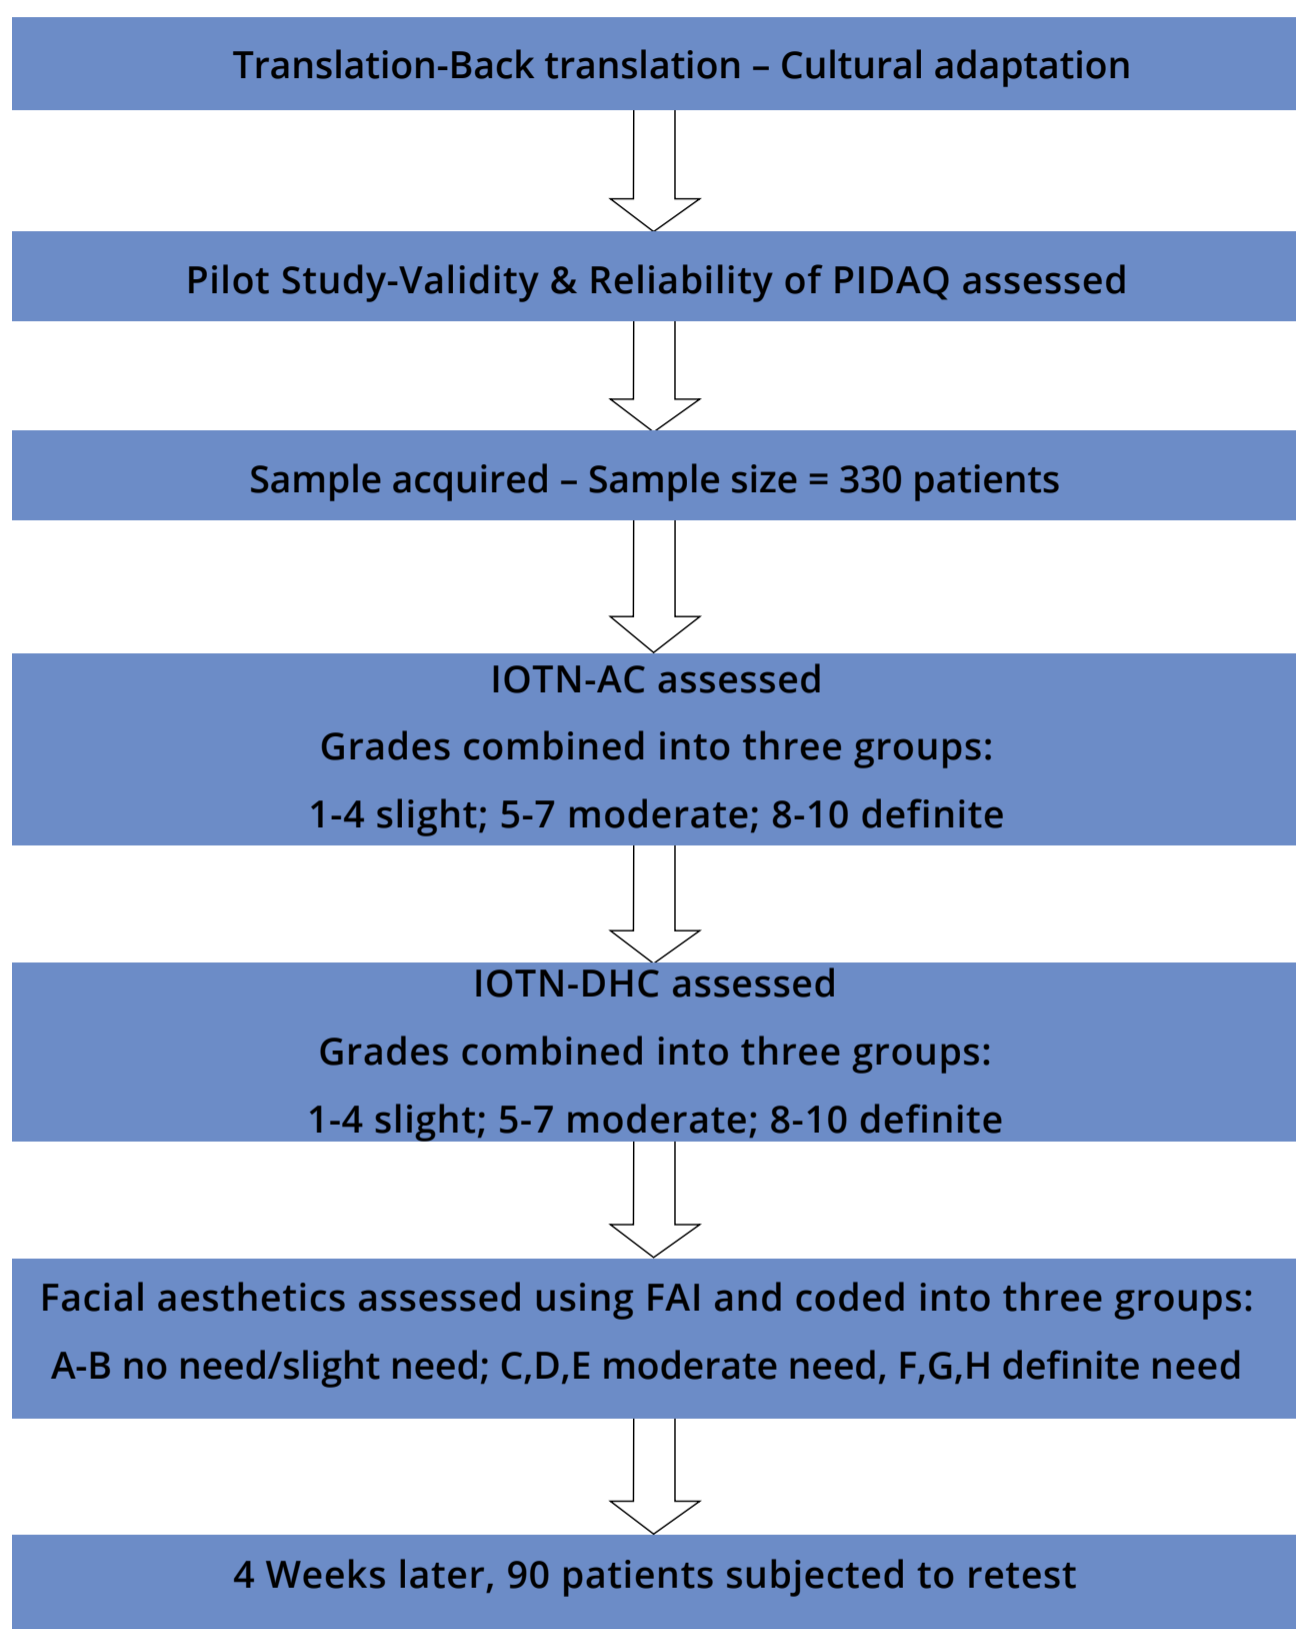 Translation-Back translation – Cultural adaptation
Pilot Study-Validity & Reliability of PIDAQ assessed
Sample acquired – Sample size = 330 patients
IOTN-AC assessed
Grades combined into three groups:
1-4 slight; 5-7 moderate; 8-10 definite
IOTN-DHC assessed
Grades combined into three groups:
1-4 slight; 5-7 moderate; 8-10 definite
Facial aesthetics assessed using FAI and coded into three groups:
A-B no need/slight need; C,D,E moderate need, F,G,H definite need
4 Weeks later, 90 patients subjected to retest